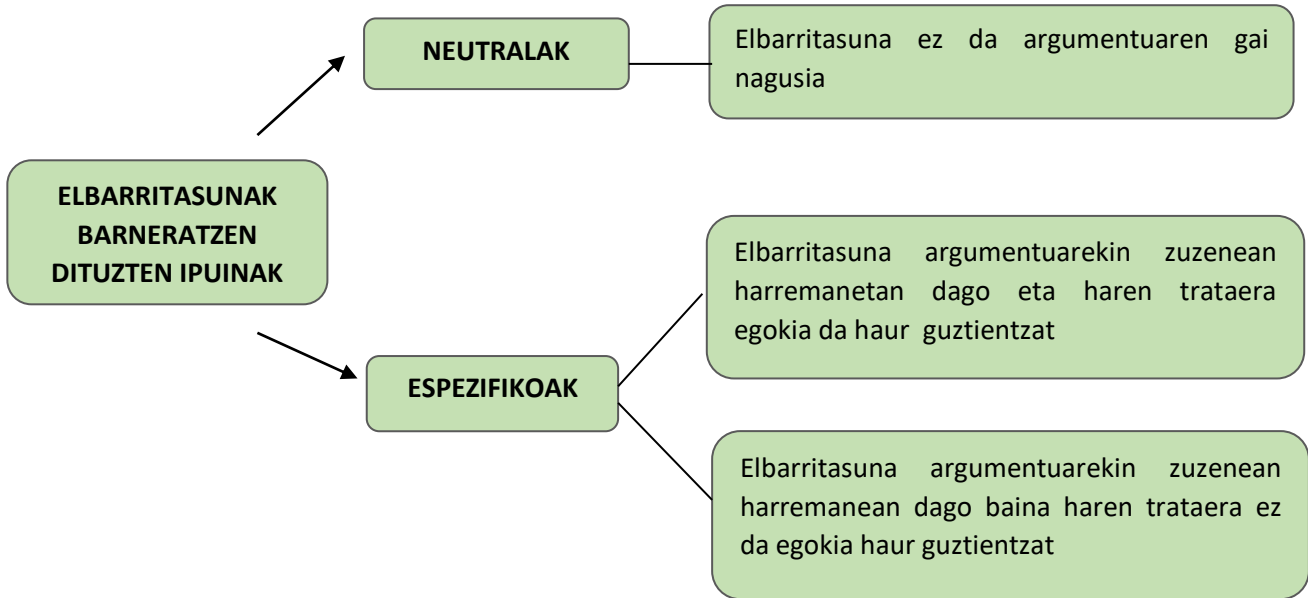 NEUTRALAK
Elbarritasuna ez da argumentuaren gai
nagusia
ELBARRITASUNAK
BARNERATZEN
DITUZTEN IPUINAK
Elbarritasuna argumentuarekin zuzenean
harremanetan dago eta haren trataera
egokia da haur guztientzat
ESPEZIFIKOAK
Elbarritasuna argumentuarekin zuzenean
harremanean dago baina haren trataera ez
da egokia haur guztientzat